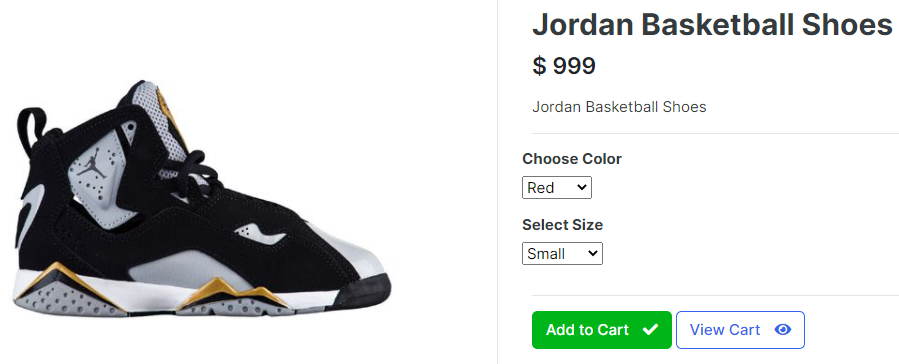 Jordan Basketball Shoes
$ 999
Jordan Basketball Shoes
Choose Color
Red
Select Size
Small
Add to Cart
View Cart